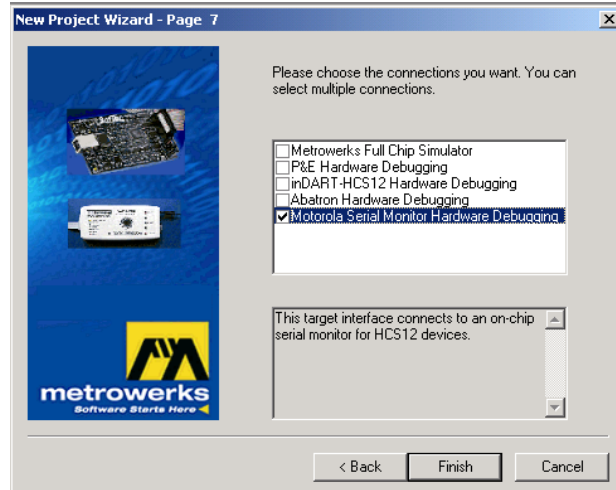 New Project Wizard - Page 7
Please choose the connections you want. You can
select multiple connections.
Metrowerks Full Chip Simulator
P&E Hardware Debugging
inDART-HCS12 Hardware Debugging
Abatron Hardware Debugging
Motorola Serial Monitor Hardware Debugging
This target interface connects to an on-chip
serial monitor for HCS12 devices.
metrowerks
Software Starts Here
< Back
Finish
Cancel